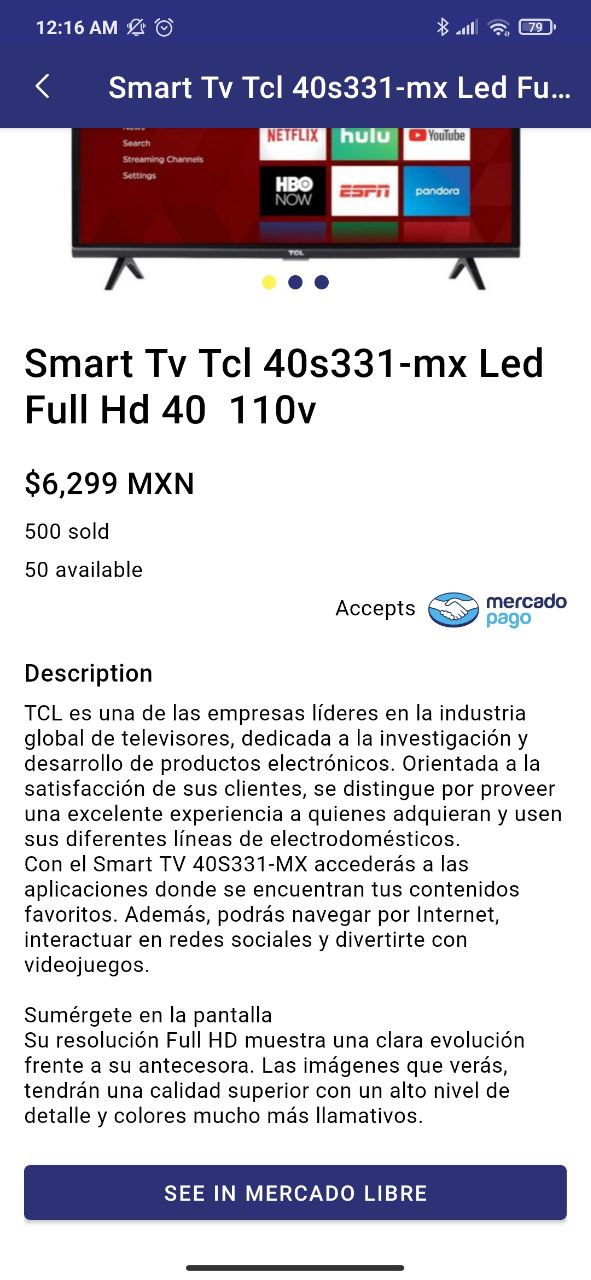 12:16 AM
79
Smart Tv Tcl 40s331-mx Led Fu...
Search
Streaming Channels
Settings
NETFLIX
hulu
YouTube
HBO
NOW
ESPN
pandora
TCL
Smart Tv Tcl 40s331-mx Led
Full Hd 40  110v
$6,299 MXN
500 sold
50 available
Accepts
mercado
pago
Description
TCL es una de las empresas líderes en la industria
global de televisores, dedicada a la investigación y
desarrollo de productos electrónicos. Orientada a la
satisfacción de sus clientes, se distingue por proveer
una excelente experiencia a quienes adquieran y usen
sus diferentes líneas de electrodomésticos.
Con el Smart TV 40S331-MX accederás a las
aplicaciones donde se encuentran tus contenidos
favoritos. Además, podrás navegar por Internet,
interactuar en redes sociales y divertirte con
videojuegos.
Sumérgete en la pantalla
Su resolución Full HD muestra una clara evolución
frente a su antecesora. Las imágenes que verás,
tendrán una calidad superior con un alto nivel de
detalle y colores mucho más llamativos.
SEE IN MERCADO LIBRE